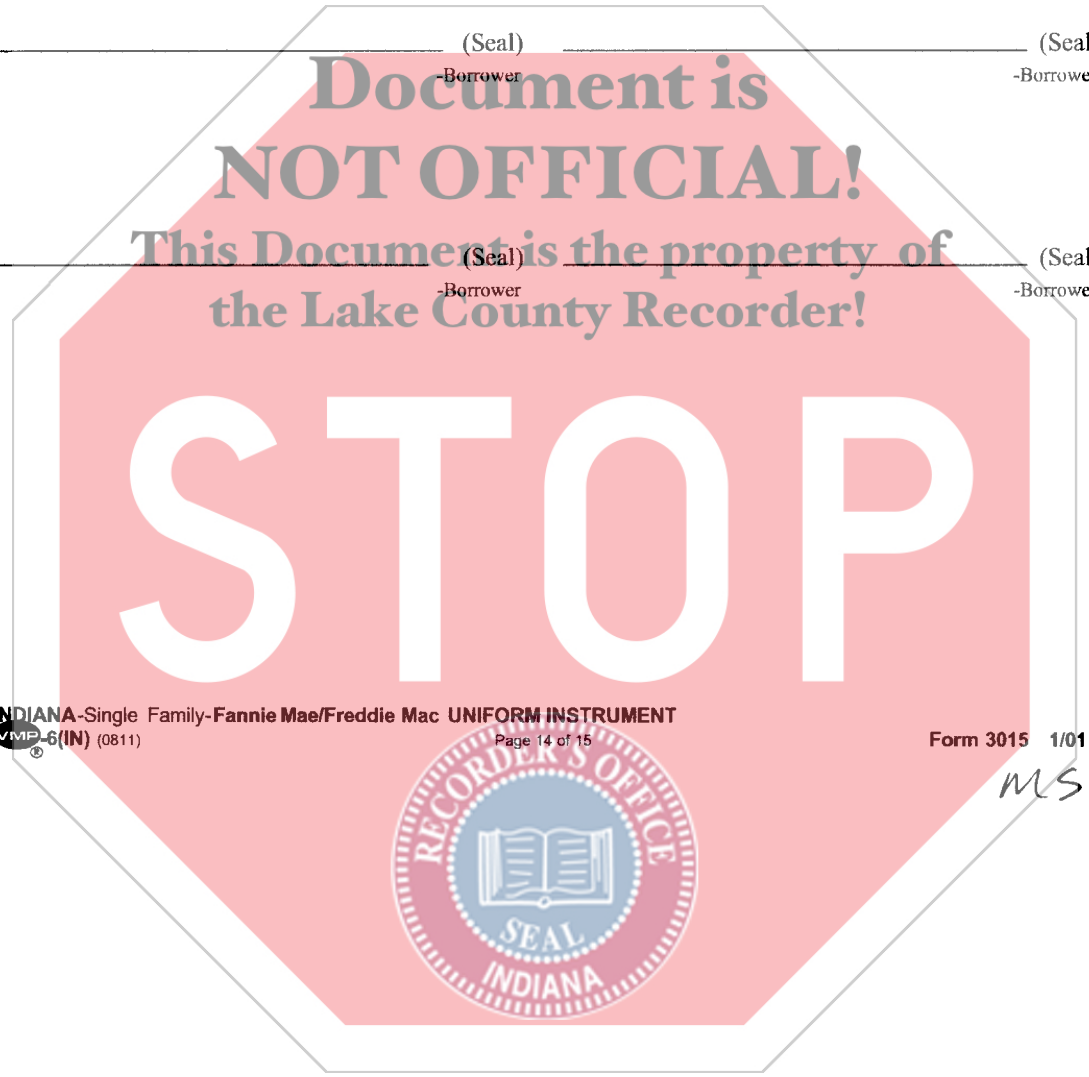 (Seal) (Seal
-Borrower -Borrowe
Document is
NOT OFFICIAL!
This Document is the property of
(Seal) (Seal
-Borrower -Borrowe
the Lake County Recorder!
STOP
NDIANA-Single Family-Fannie Mae/Freddie Mac UNIFORM INSTRUMENT
VMP®-6(IN) (0811) Page 14 of 15 Form 3015 1/01
MS
RECORDER'S OFFICE
SEAL
INDIANA